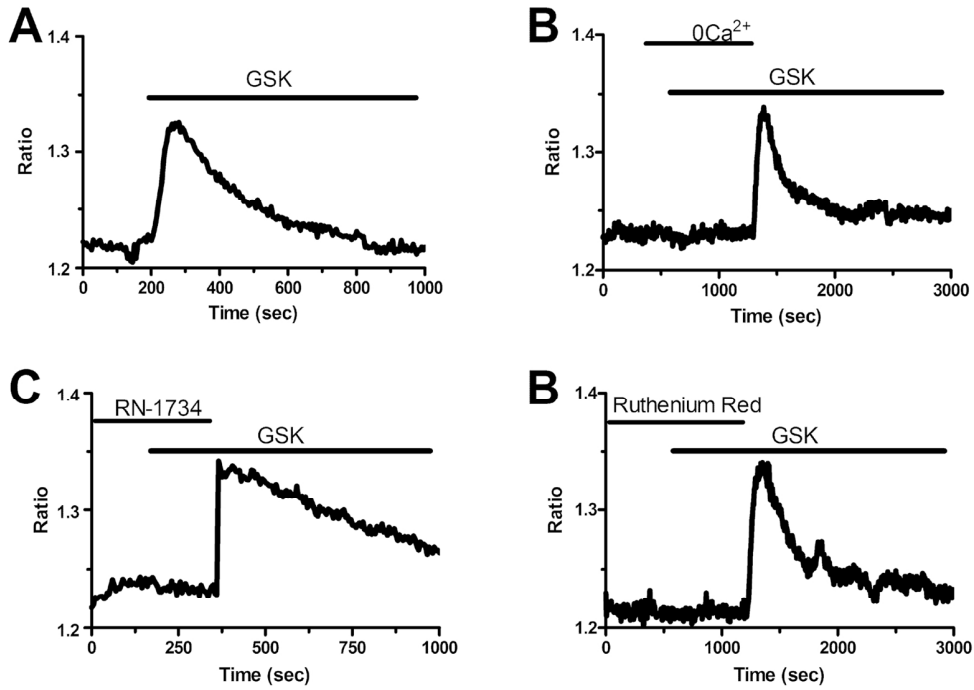 A
1.4
GSK
1.3
Ratio
1.2
0 200 400 600 800 1000
Time (sec)
B
1.4
0Ca²⁺
GSK
1.3
Ratio
1.2
0 1000 2000 3000
Time (sec)
C
1.4
RN-1734
GSK
1.3
Ratio
1.2
0 250 500 750 1000
Time (sec)
B
1.4
Ruthenium Red
GSK
1.3
Ratio
1.2
0 1000 2000 3000
Time (sec)